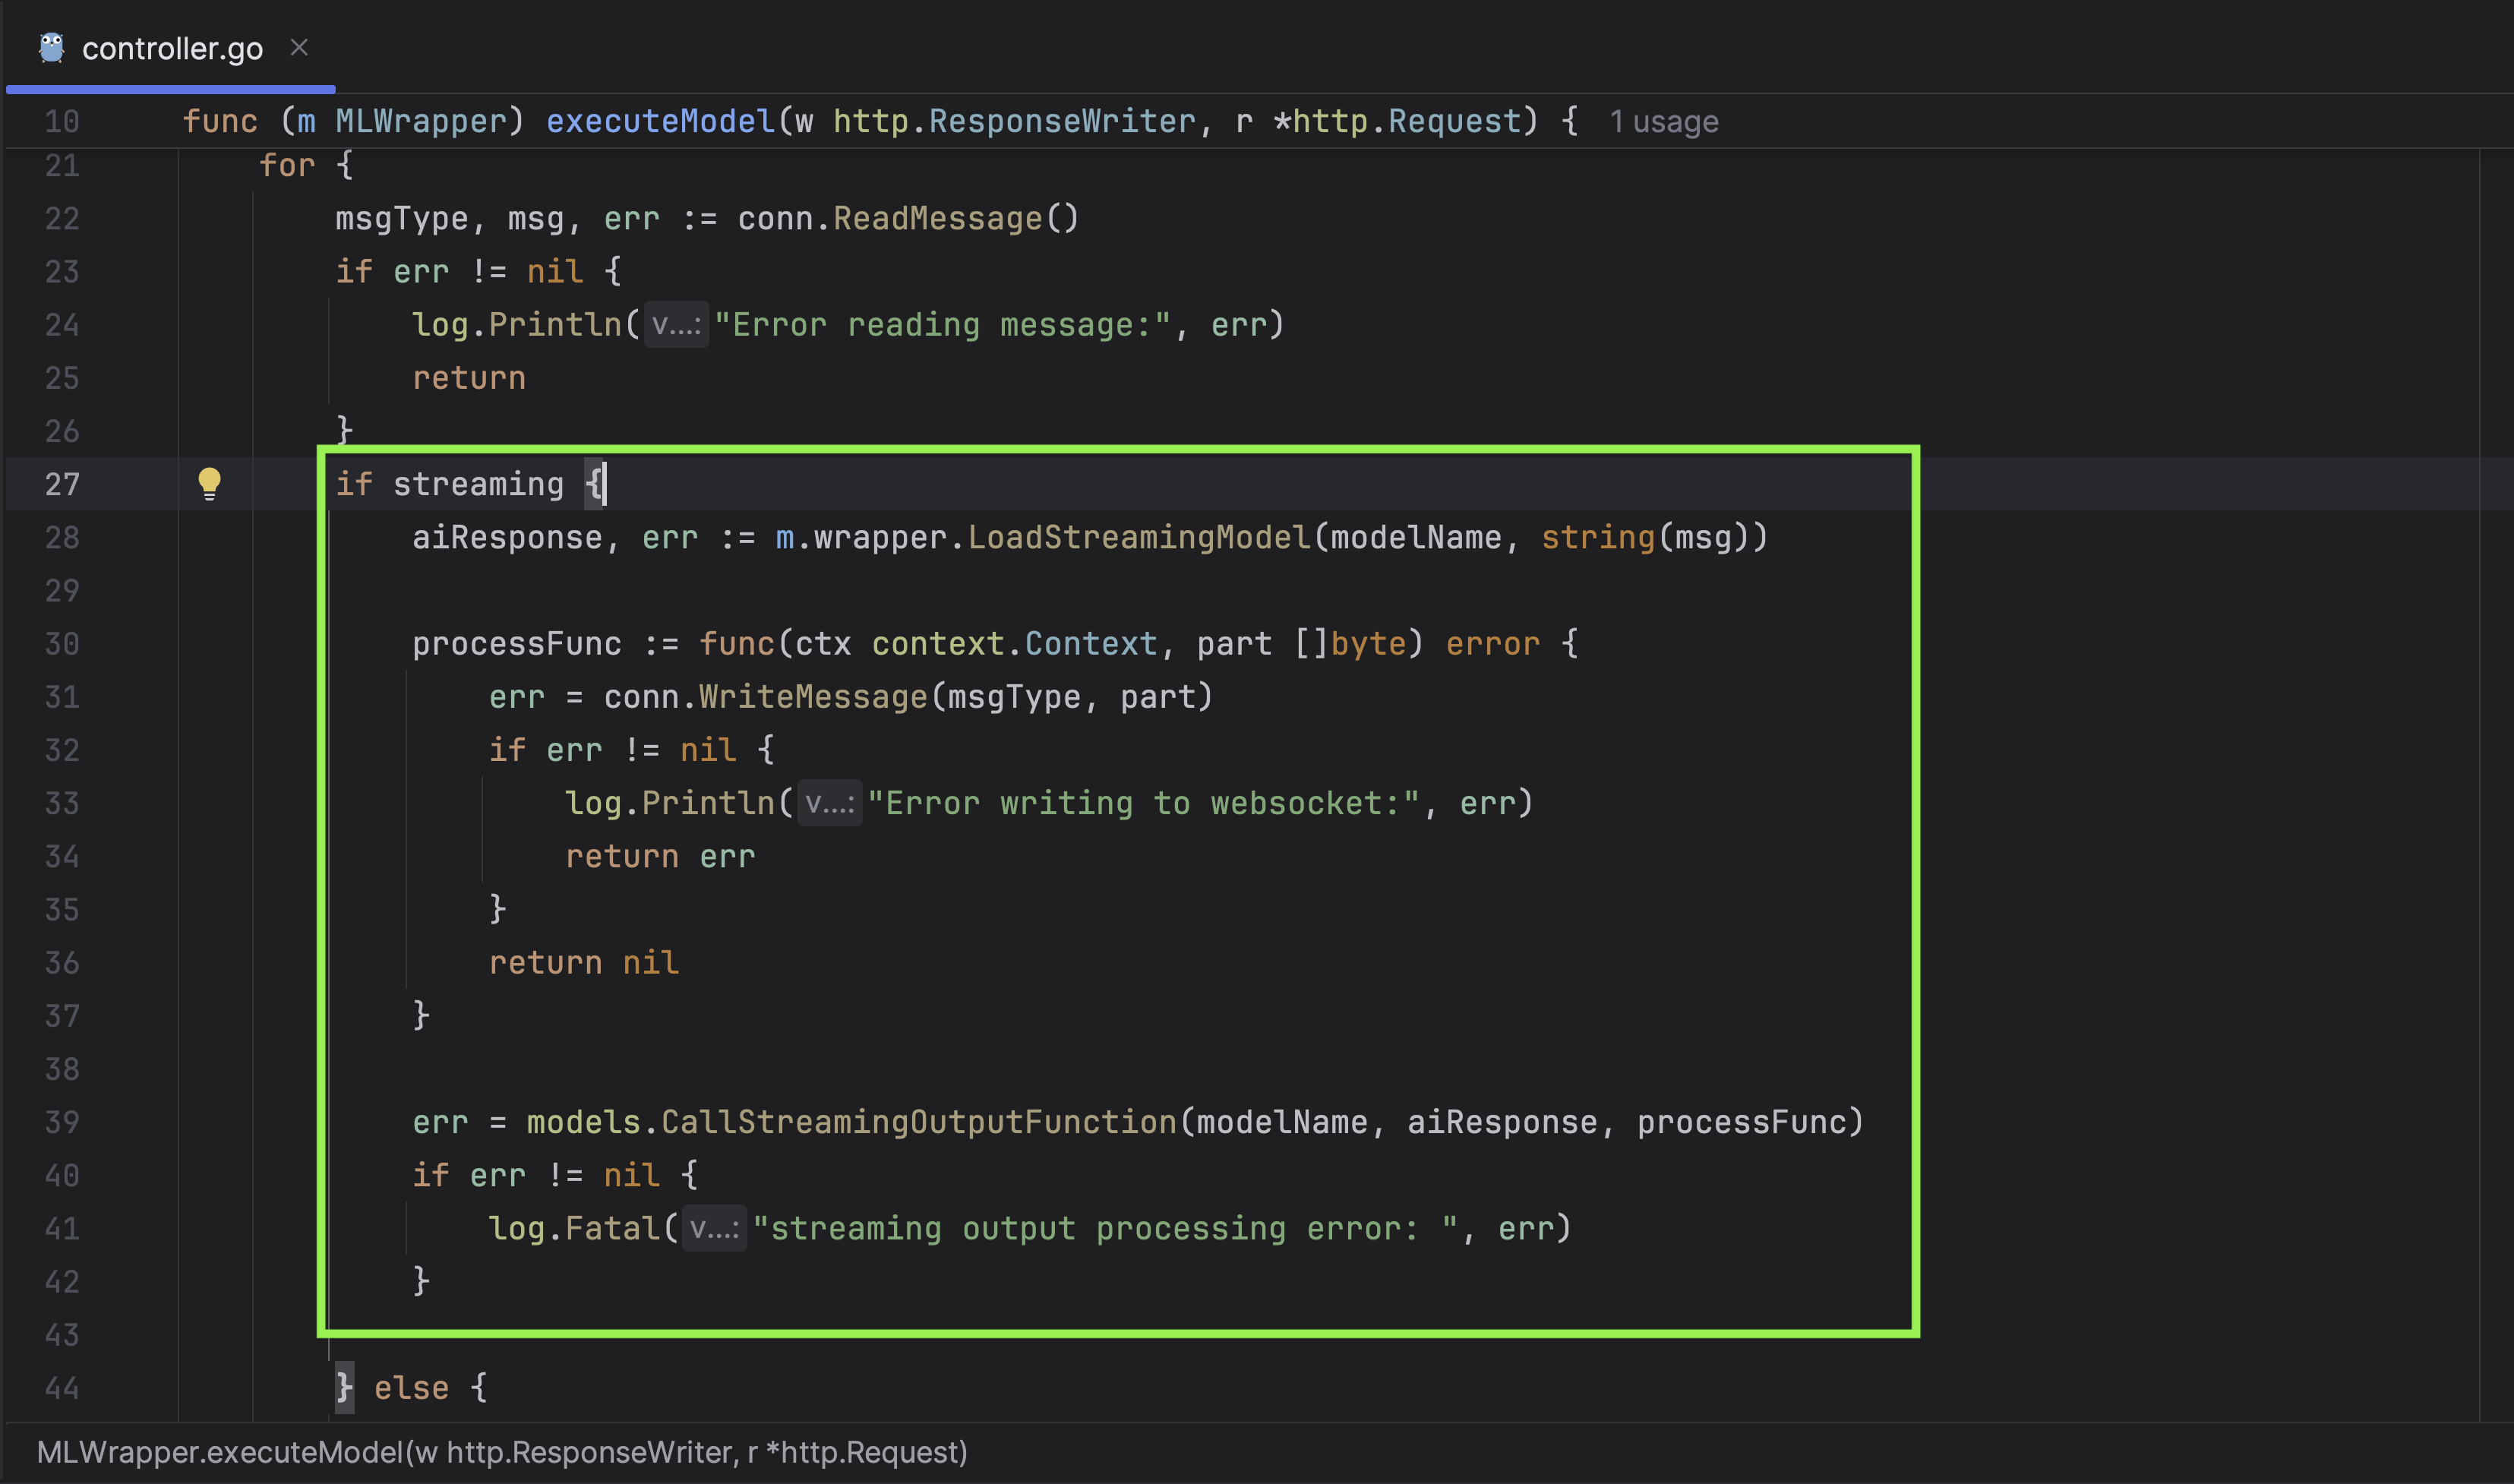 controller.go
10 func (m MLWrapper) executeModel(w http.ResponseWriter, r *http.Request) { 1 usage
21 for {
22 msgType, msg, err := conn.ReadMessage()
23 if err != nil {
24 log.Println(v...: "Error reading message:", err)
25 return
26 }
27 if streaming {
28 aiResponse, err := m.wrapper.LoadStreamingModel(modelName, string(msg))
29
30 processFunc := func(ctx context.Context, part []byte) error {
31 err = conn.WriteMessage(msgType, part)
32 if err != nil {
33 log.Println(v...: "Error writing to websocket:", err)
34 return err
35 }
36 return nil
37 }
38
39 err = models.CallStreamingOutputFunction(modelName, aiResponse, processFunc)
40 if err != nil {
41 log.Fatal(v...: "streaming output processing error: ", err)
42 }
43
44 } else {
MLWrapper.executeModel(w http.ResponseWriter, r *http.Request)